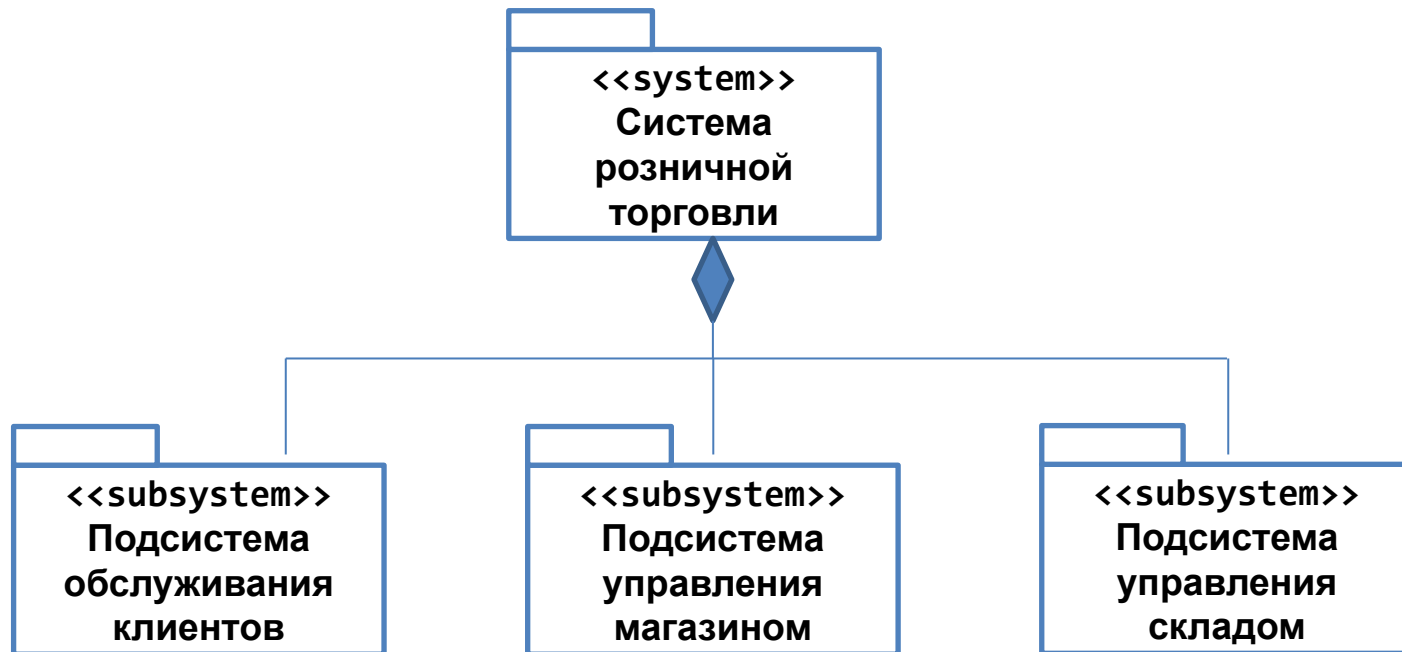 <<system>>
Система
розничной
торговли
<<subsystem>>
Подсистема
обслуживания
клиентов
<<subsystem>>
Подсистема
управления
магазином
<<subsystem>>
Подсистема
управления
складом